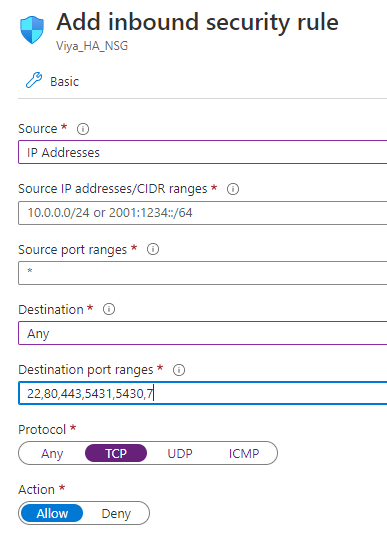 Add inbound security rule
Viya_HA_NSG
Basic
Source *
IP Addresses
Source IP addresses/CIDR ranges *
10.0.0.0/24 or 2001:1234::/64
Source port ranges *
*
Destination *
Any
Destination port ranges *
22,80,443,5431,5430,7
Protocol *
Any TCP UDP ICMP
Action *
Allow Deny